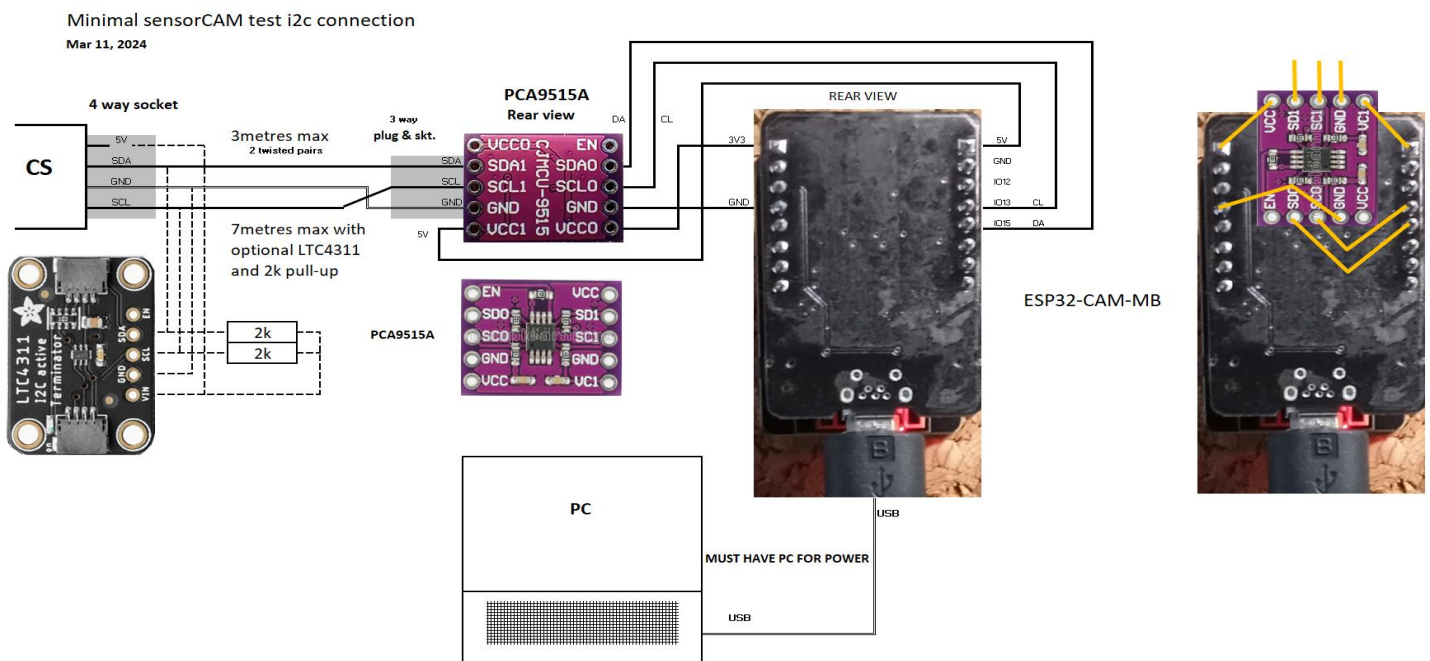 Minimal sensorCAM test i2c connection
Mar 11, 2024
4 way socket
CS
5V
SDA
GND
SCL
3metres max
2 twisted pairs
7metres max with
optional LTC4311
and 2k pull-up
3 way
plug & skt.
SDA
SCL
GND
5V
PCA9515A
Rear view
VCC0
SDA1
SCL1
GND
VCC1
CJMCU-9515
EN
SDA0
SCL0
GND
VCC0
DA
CL
REAR VIEW
3V3
GND
5V
GND
IO12
IO13 CL
IO15 DA
LTC4311
I2C active
Terminator
on
EN
SDA
SCL
GND
VIN
2k
2k
PCA9515A
EN
SD0
SC0
GND
VCC
VCC
SD1
SC1
GND
VC1
B
ESP32-CAM-MB
VCC
SD1
SC1
GND
VC1
EN
SD0
SC0
GND
VCC
B
PC
USB
MUST HAVE PC FOR POWER
USB